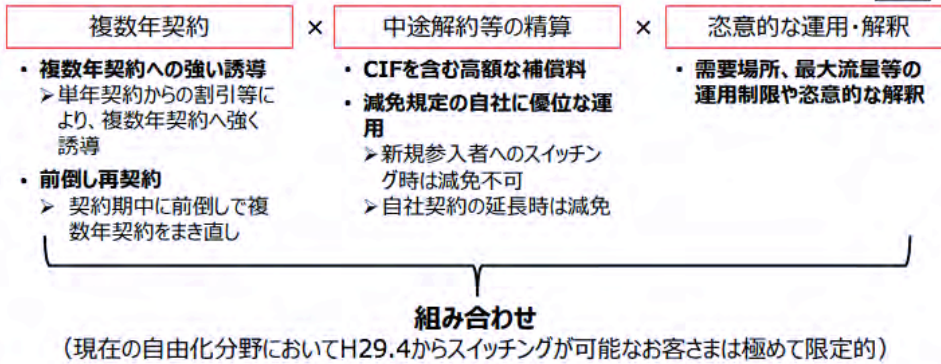 複数年契約 × 中途解約等の精算 × 恣意的な運用・解釈
・ 複数年契約への強い誘導
➢単年契約からの割引等に
より、複数年契約へ強く
誘導
・ 前倒し再契約
➢ 契約期中に前倒しで複
数年契約をまき直し
・ CIFを含む高額な補償料
・ 減免規定の自社に優位な運
用
➢新規参入者へのスイッチン
グ時は減免不可
➢自社契約の延長時は減免
・ 需要場所、最大流量等の
運用制限や恣意的な解釈
組み合わせ
（現在の自由化分野においてH29.4からスイッチングが可能なお客さまは極めて限定的）